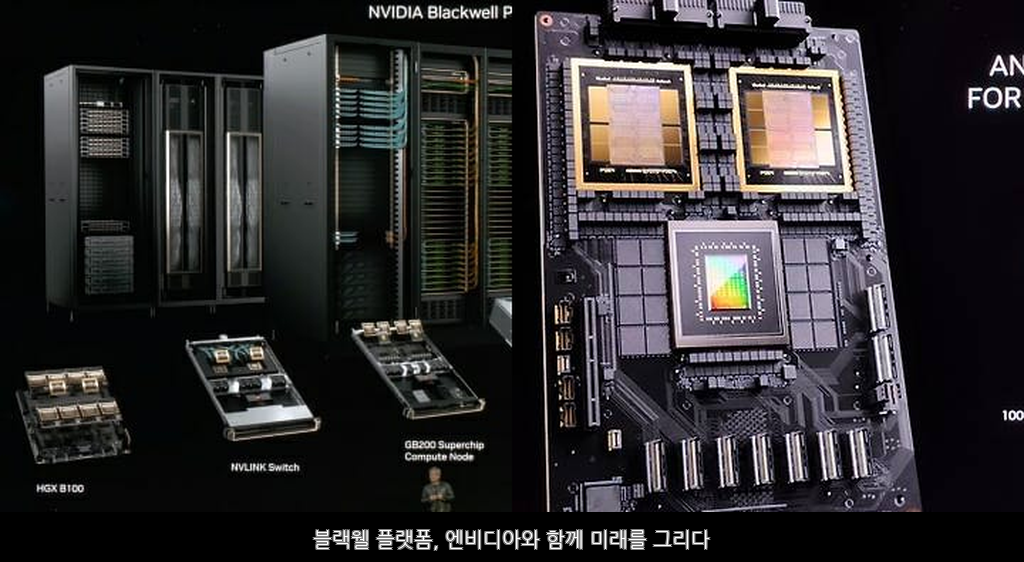 NVIDIA Blackwell P
HGX B100
NVLINK Switch
GB200 Superchip
Compute Node
AN
FOR
100
블랙웰 플랫폼, 엔비디아와 함께 미래를 그리다